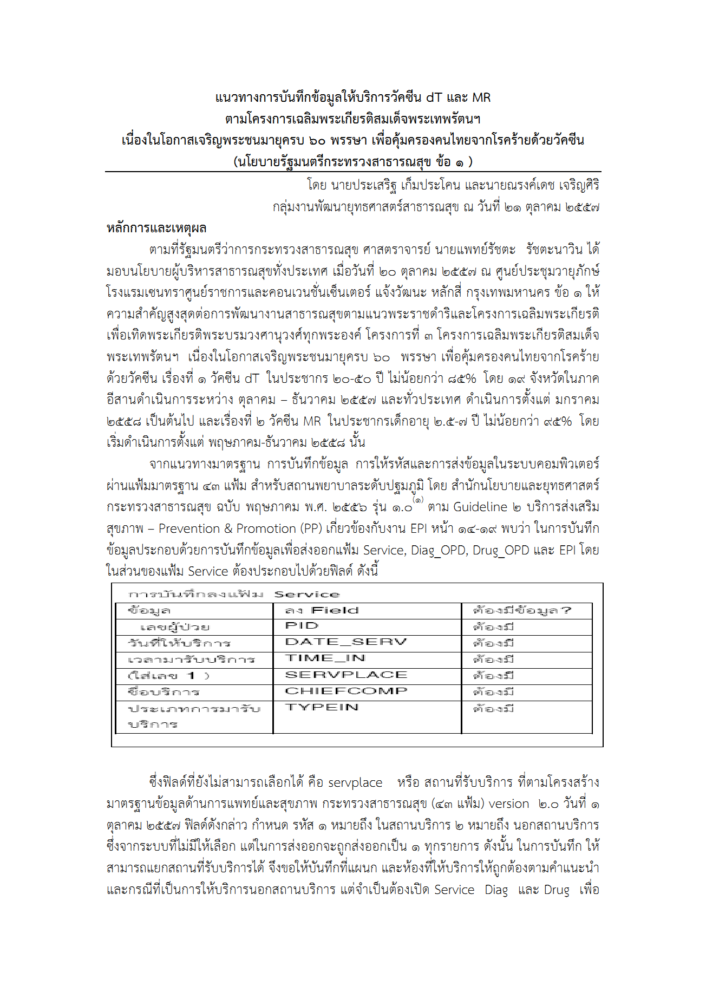 แนวทางการบันทึกข้อมูลให้บริการวัคซีน dT และ MR
ตามโครงการเฉลิมพระเกียรติสมเด็จพระเทพรัตนฯ
เนื่องในโอกาสเจริญพระชนมายุครบ ๖๐ พรรษา เพื่อคุ้มครองคนไทยจากโรคร้ายด้วยวัคซีน
(นโยบายรัฐมนตรีกระทรวงสาธารณสุข ข้อ ๑ )
โดย นายประเสริฐ เก็มประโคน และนายณรงค์เดช เจริญศิริ
กลุ่มงานพัฒนายุทธศาสตร์สาธารณสุข ณ วันที่ ๒๑ ตุลาคม ๒๕๕๗
หลักการและเหตุผล
ตามที่รัฐมนตรีว่าการกระทรวงสาธารณสุข ศาสตราจารย์ นายแพทย์รัชตะ รัชตะนาวิน ได้
มอบนโยบายผู้บริหารสาธารณสุขทั่งประเทศ เมื่อวันที่ ๒๐ ตุลาคม ๒๕๕๗ ณ ศูนย์ประชุมวายุภักษ์
โรงแรมเซนทราศูนย์ราชการและคอนเวนชั่นเซ็นเตอร์ แจ้งวัฒนะ หลักสี่ กรุงเทพมหานคร ข้อ ๑ ให้
ความสำคัญสูงสุดต่อการพัฒนางานสาธารณสุขตามแนวพระราชดำริและโครงการเฉลิมพระเกียรติ
เพื่อเทิดพระเกียรติพระบรมวงศานุวงศ์ทุกพระองค์ โครงการที่ ๓ โครงการเฉลิมพระเกียรติสมเด็จ
พระเทพรัตนฯ เนื่องในโอกาสเจริญพระชนมายุครบ ๖๐ พรรษา เพื่อคุ้มครองคนไทยจากโรคร้าย
ด้วยวัคซีน เรื่องที่ ๑ วัคซีน dT ในประชากร ๒๐-๕๐ ปี ไม่น้อยกว่า ๘๕% โดย ๑๙ จังหวัดในภาค
อีสานดำเนินการระหว่าง ตุลาคม – ธันวาคม ๒๕๕๗ และทั่วประเทศ ดำเนินการตั้งแต่ มกราคม
๒๕๕๘ เป็นต้นไป และเรื่องที่ ๒ วัคซีน MR ในประชากรเด็กอายุ ๒.๕-๗ ปี ไม่น้อยกว่า ๙๕% โดย
เริ่มดำเนินการตั้งแต่ พฤษภาคม-ธันวาคม ๒๕๕๘ นั้น
จากแนวทางมาตรฐาน การบันทึกข้อมูล การให้รหัสและการส่งข้อมูลในระบบคอมพิวเตอร์
ผ่านแฟ้มมาตรฐาน ๔๓ แฟ้ม สำหรับสถานพยาบาลระดับปฐมภูมิ โดย สำนักนโยบายและยุทธศาสตร์
กระทรวงสาธารณสุข ฉบับ พฤษภาคม พ.ศ. ๒๕๕๖ รุ่น ๑.๐(๑) ตาม Guideline ๒ บริการส่งเสริม
สุขภาพ – Prevention & Promotion (PP) เกี่ยวข้องกับงาน EPI หน้า ๑๔-๑๙ พบว่า ในการบันทึก
ข้อมูลประกอบด้วยการบันทึกข้อมูลเพื่อส่งออกแฟ้ม Service, Diag_OPD, Drug_OPD และ EPI โดย
ในส่วนของแฟ้ม Service ต้องประกอบไปด้วยฟิลด์ ดังนี้
การบันทึกลงแฟ้ม Service
ข้อมูล ลง Field ต้องมีข้อมูล?
เลขผู้ป่วย PID ต้องมี
วันที่ให้บริการ DATE_SERV ต้องมี
เวลามารับบริการ TIME_IN ต้องมี
(ใส่เลข 1 ) SERVPLACE ต้องมี
ชื่อบริการ CHIEFCOMP ต้องมี
ประเภทการมารับ TYPEIN ต้องมี
บริการ
ซึ่งฟิลด์ที่ยังไม่สามารถเลือกได้ คือ servplace หรือ สถานที่รับบริการ ที่ตามโครงสร้าง
มาตรฐานข้อมูลด้านการแพทย์และสุขภาพ กระทรวงสาธารณสุข (๔๓ แฟ้ม) version ๒.๐ วันที่ ๑
ตุลาคม ๒๕๕๗ ฟิลด์ดังกล่าว กำหนด รหัส ๑ หมายถึง ในสถานบริการ ๒ หมายถึง นอกสถานบริการ
ซึ่งจากระบบที่ไม่มีให้เลือก แต่ในการส่งออกจะถูกส่งออกเป็น ๑ ทุกรายการ ดังนั้น ในการบันทึก ให้
สามารถแยกสถานที่รับบริการได้ จึงขอให้บันทึกที่แผนก และห้องที่ให้บริการให้ถูกต้องตามคำแนะนำ
และกรณีที่เป็นการให้บริการนอกสถานบริการ แต่จำเป็นต้องเปิด Service Diag และ Drug เพื่อ